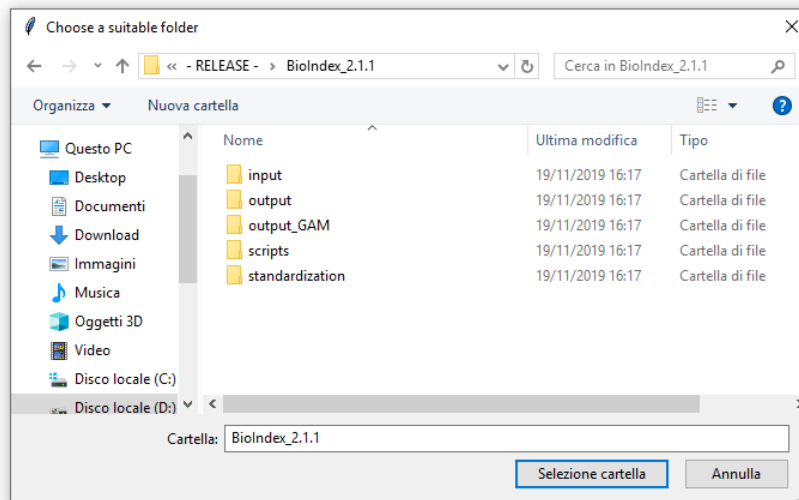 Choose a suitable folder
« - RELEASE - > BioIndex_2.1.1
Cerca in BioIndex_2.1.1
Organizza
Nuova cartella
Nome Ultima modifica Tipo
Questo PC
Desktop
Documenti
Download
Immagini
Musica
Oggetti 3D
Video
Disco locale (C:)
Disco locale (D:)
input 19/11/2019 16:17 Cartella di file
output 19/11/2019 16:17 Cartella di file
output_GAM 19/11/2019 16:17 Cartella di file
scripts 19/11/2019 16:17 Cartella di file
standardization 19/11/2019 16:17 Cartella di file
Cartella: BioIndex_2.1.1
Selezione cartella
Annulla